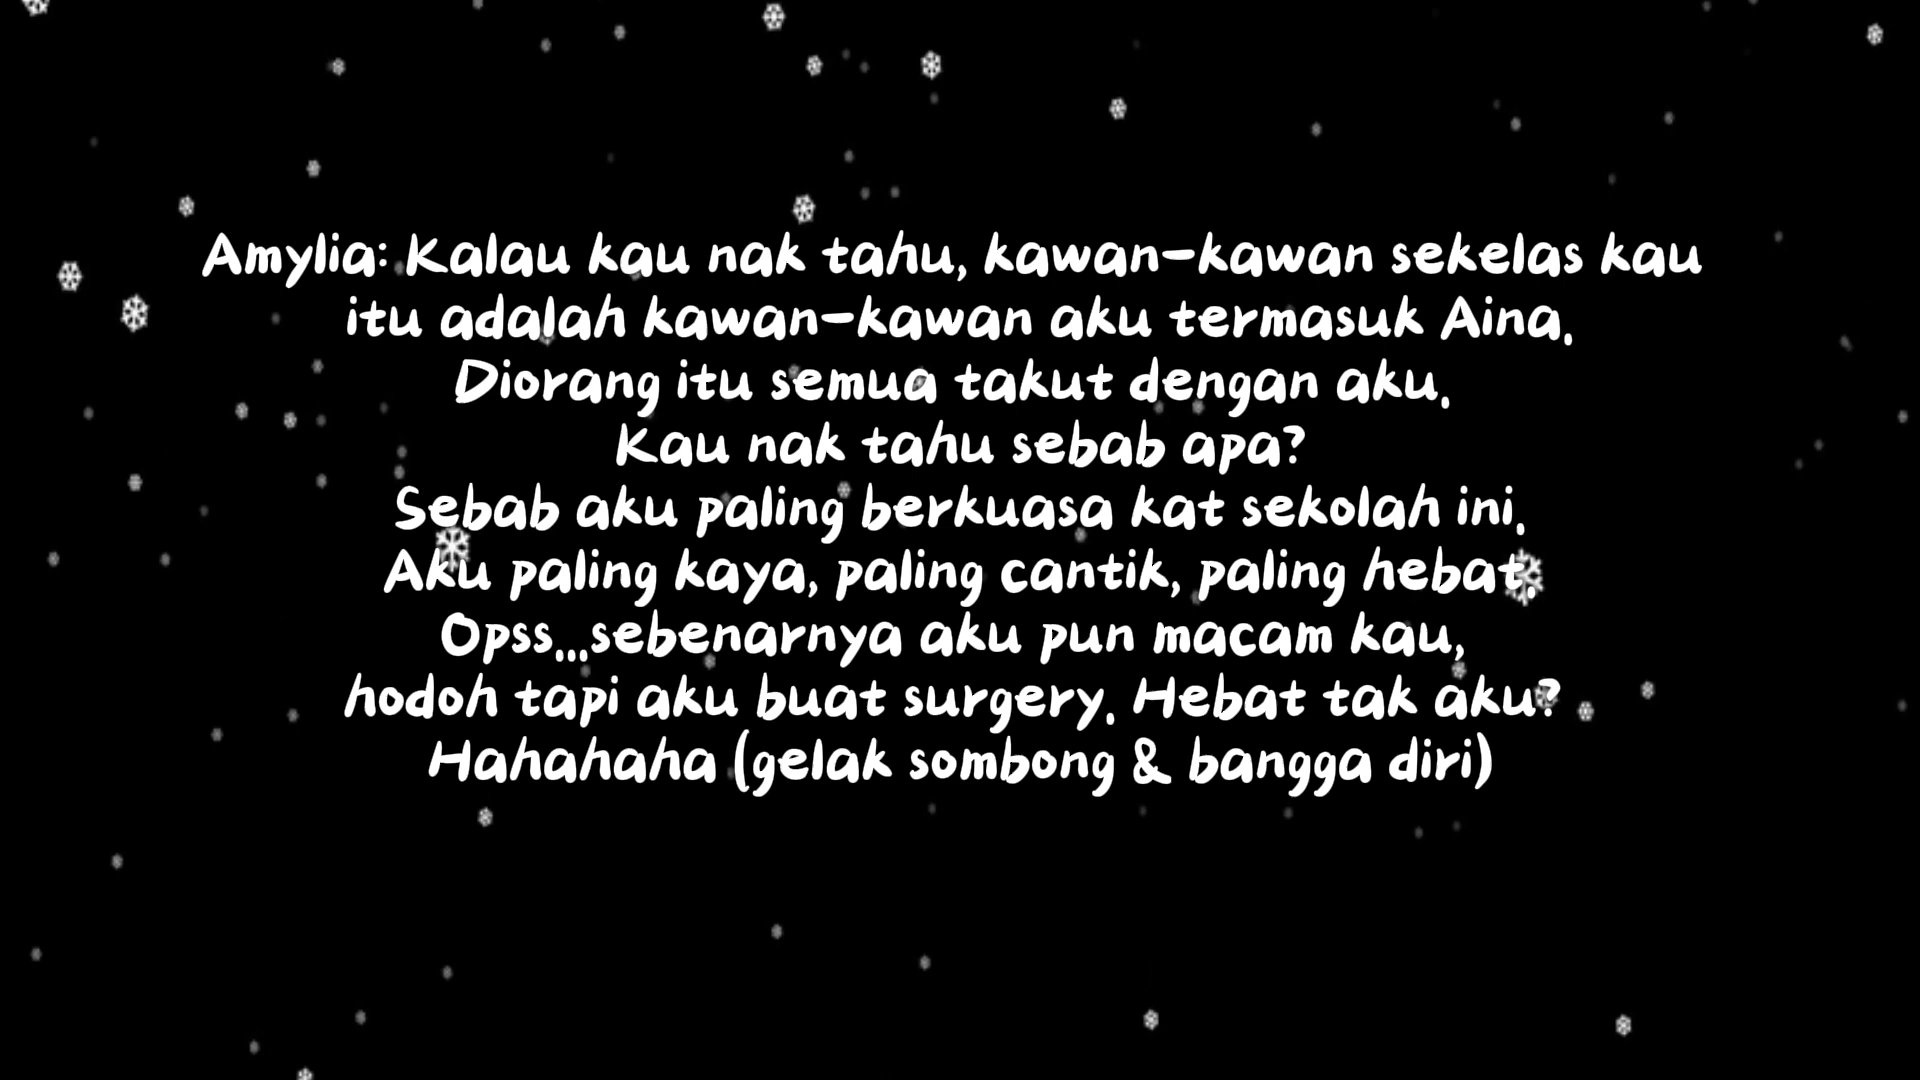 Amylia: Kalau kau nak tahu, kawan-kawan sekelas kau
itu adalah kawan-kawan aku termasuk Aina.
Diorang itu semua takut dengan aku.
Kau nak tahu sebab apa?
Sebab aku paling berkuasa kat sekolah ini.
Aku paling kaya, paling cantik, paling hebat.
Opss...sebenarnya aku pun macam kau,
hodoh tapi aku buat surgery. Hebat tak aku?
Hahahaha (gelak sombong & bangga diri)